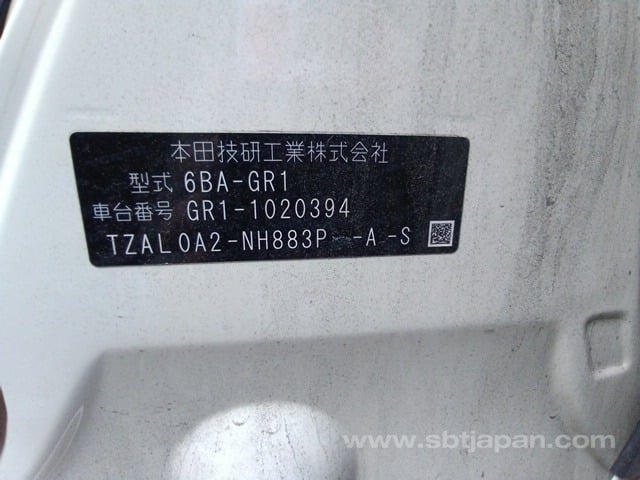 本田技研工業株式会社
型式 6BA-GR1
車台番号 GR1-1020394
TZAL0A2-NH883P --A -S
www.sbtjapan.com